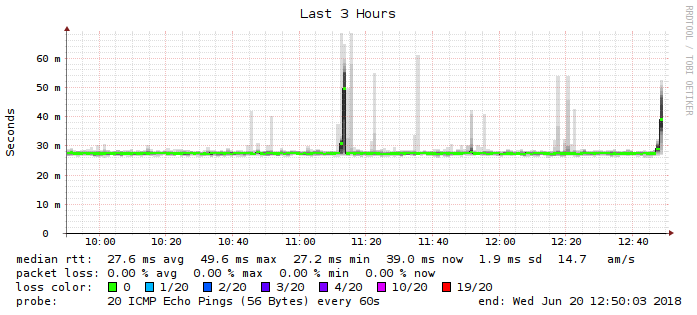 Last 3 Hours
RRDTOOL / TOBI OETIKER
Seconds
60 m
50 m
40 m
30 m
20 m
10 m
0
10:00 10:20 10:40 11:00 11:20 11:40 12:00 12:20 12:40
median rtt: 27.6 ms avg 49.6 ms max 27.2 ms min 39.0 ms now 1.9 ms sd 14.7 am/s
packet loss: 0.00 % avg 0.00 % max 0.00 % min 0.00 % now
loss color: 0 1/20 2/20 3/20 4/20 10/20 19/20
probe: 20 ICMP Echo Pings (56 Bytes) every 60s end: Wed Jun 20 12:50:03 2018